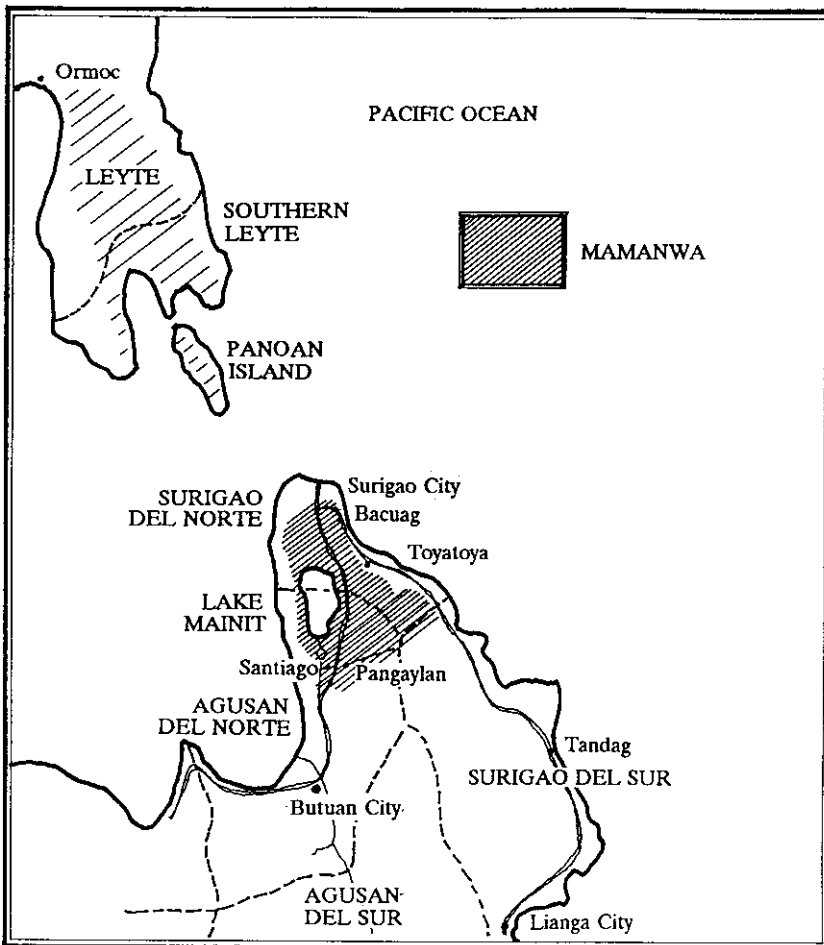 Ormoc
PACIFIC OCEAN
LEYTE
SOUTHERN
LEYTE
MAMANWA
PANOAN
ISLAND
Surigao City
SURIGAO
DEL NORTE
Bacuag
Toyatoya
LAKE
MAINIT
Santiago
Pangaylan
AGUSAN
DEL NORTE
Tandag
SURIGAO DEL SUR
Butuan City
AGUSAN
DEL SUR
Lianga City